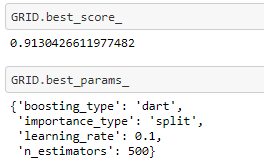 GRID.best_score_
0.9130426611977482
GRID.best_params_
{'boosting_type': 'dart',
'importance_type': 'split',
'learning_rate': 0.1,
'n_estimators': 500}